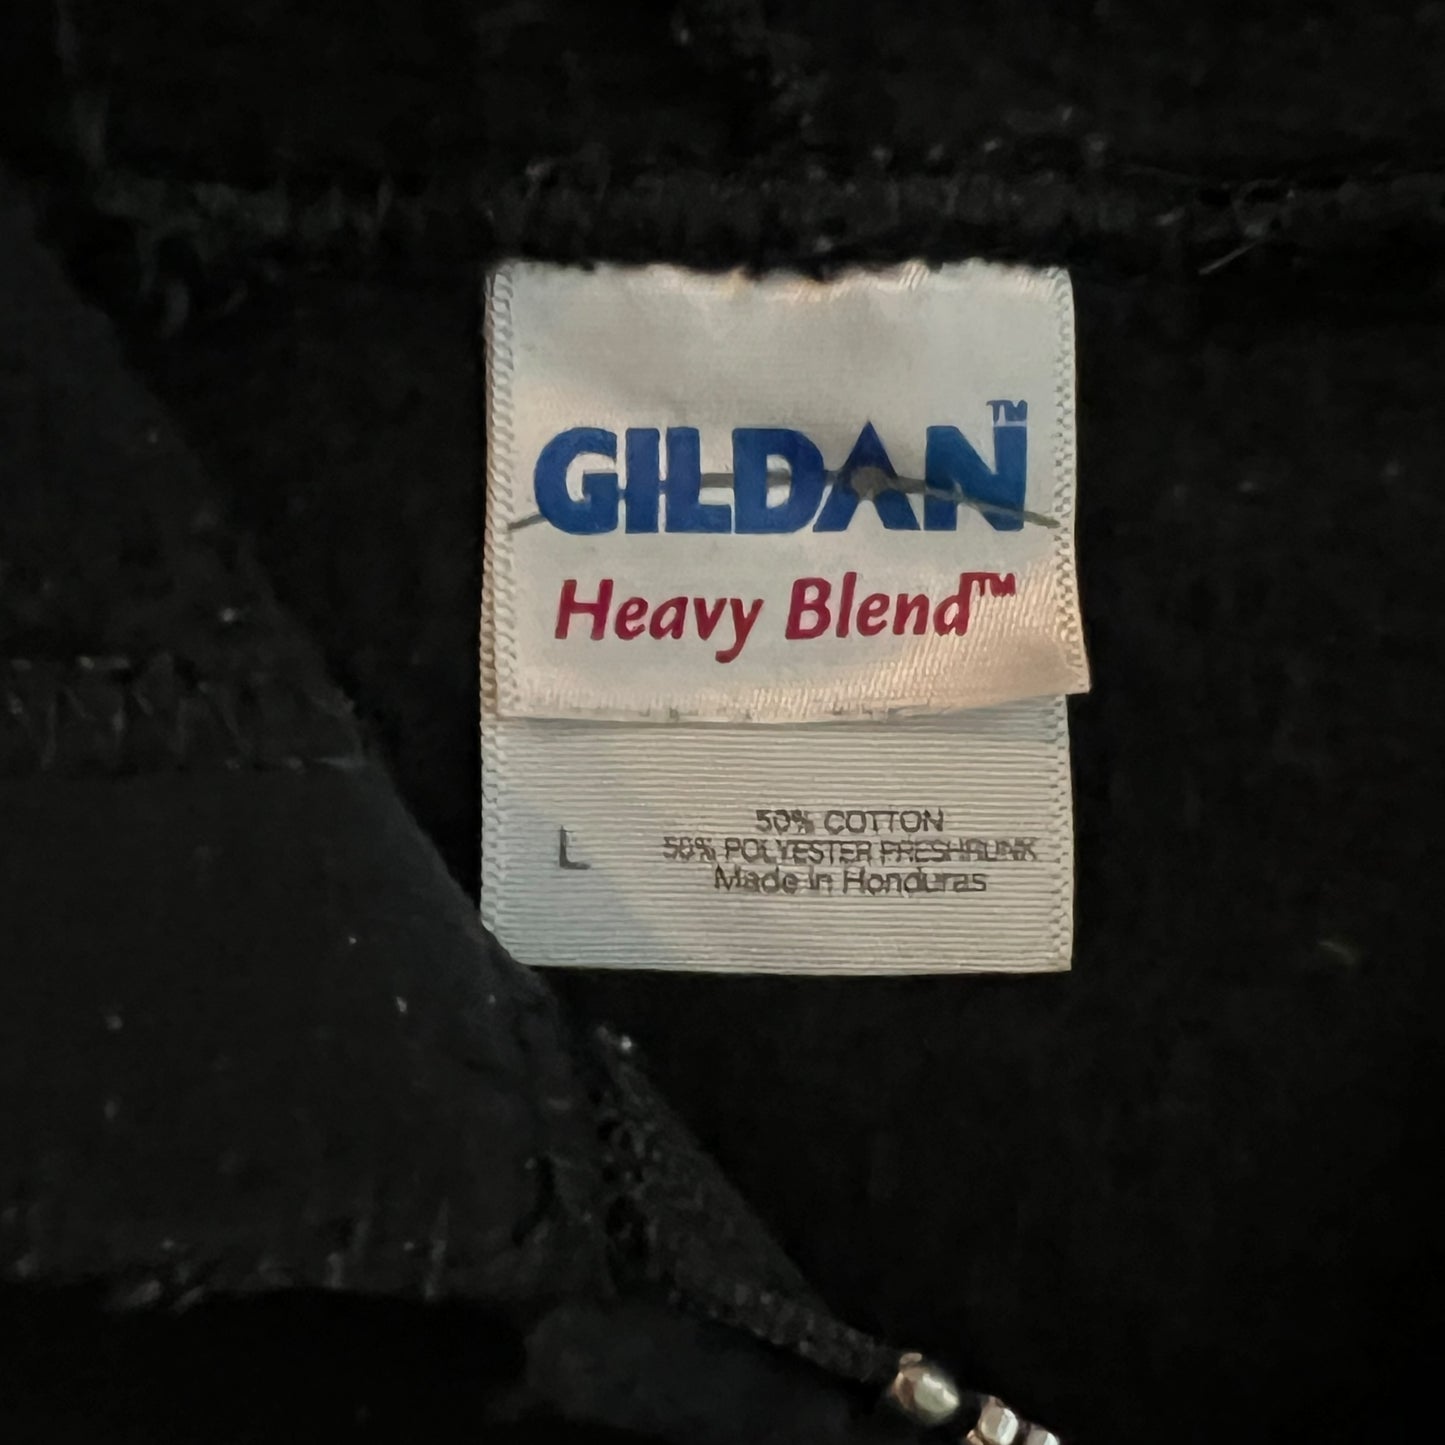 GILDAN™
Heavy Blend™
L
50% COTTON
50% POLYESTER PRESHRUNK
Made in Honduras